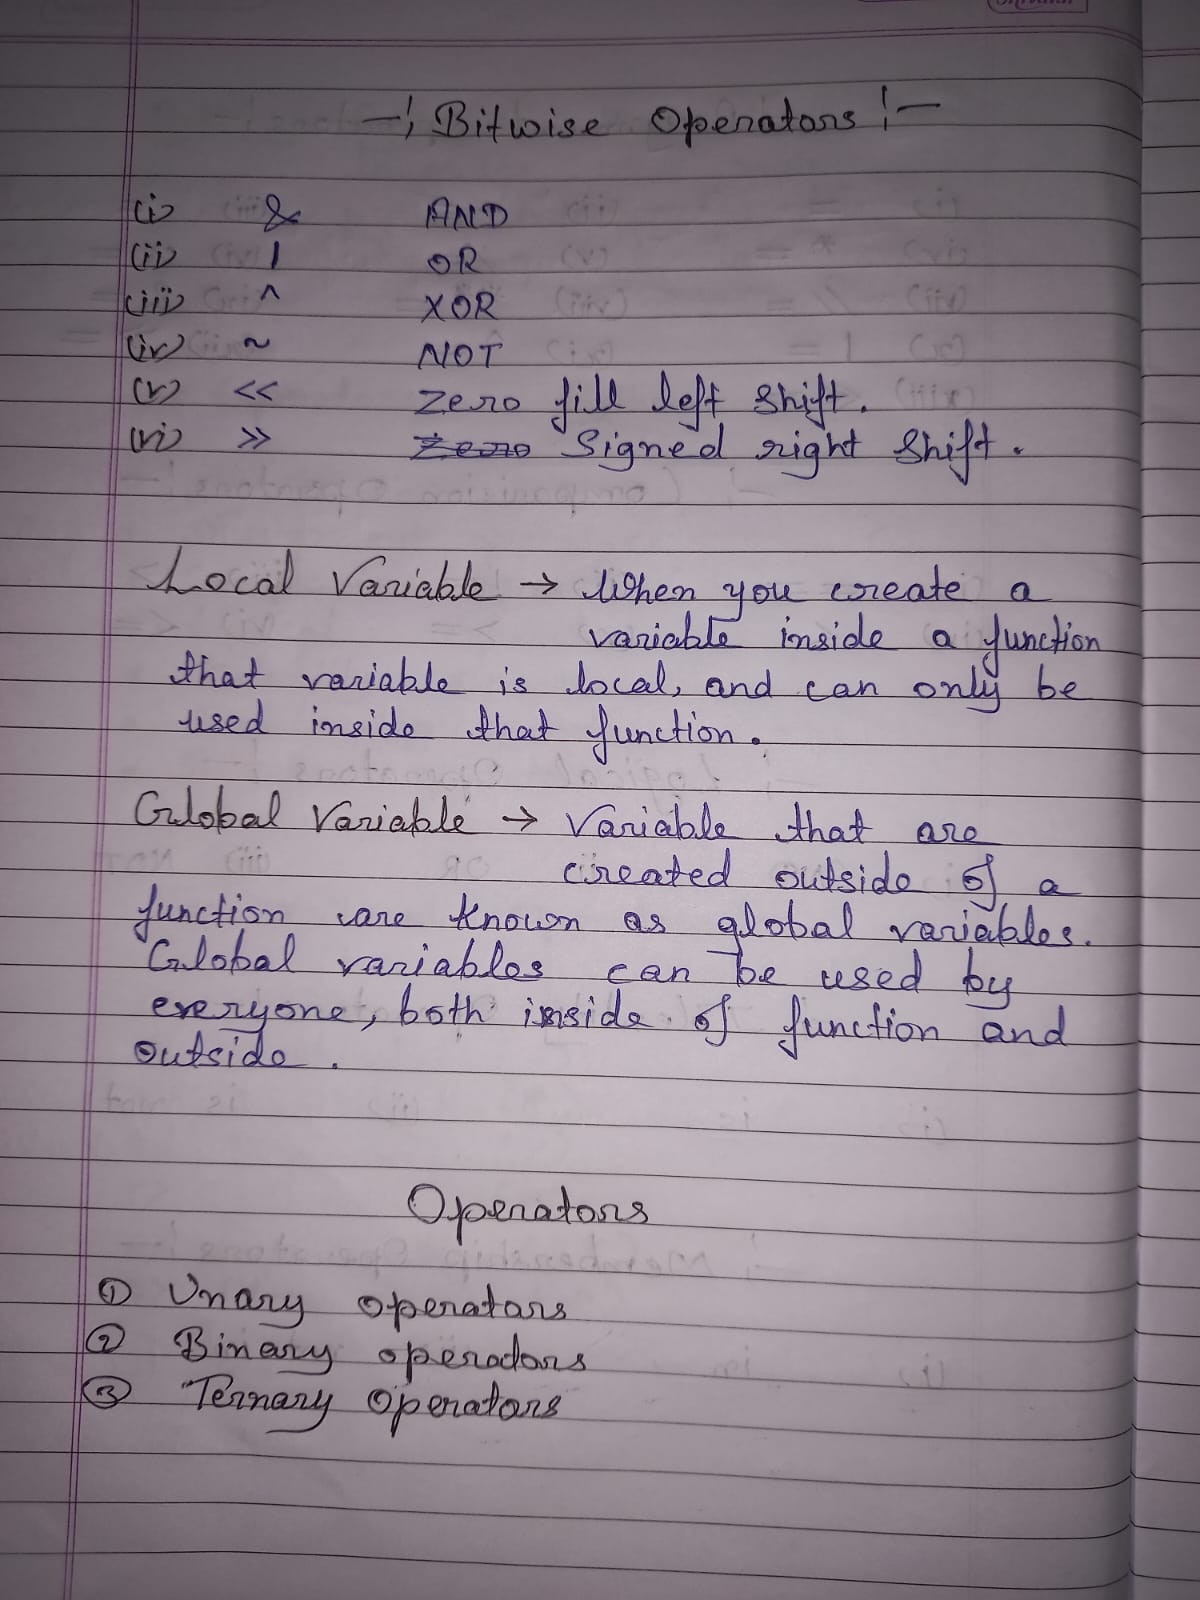 -: Bitwise Operators :-
(i) & AND
(ii) | OR
(iii) ^ XOR
(iv) ~ NOT
(v) << Zero fill left shift.
(vi) >> Zero Signed right shift.
Local Variable → When you create a
variable inside a function
that variable is local, and can only be
used inside that function.
Global Variable → Variable that are
created outside of a
function are known as global variables.
Global variables can be used by
everyone, both inside of function and
outside.
Operators
① Unary operators
② Binary operators
③ Ternary operators